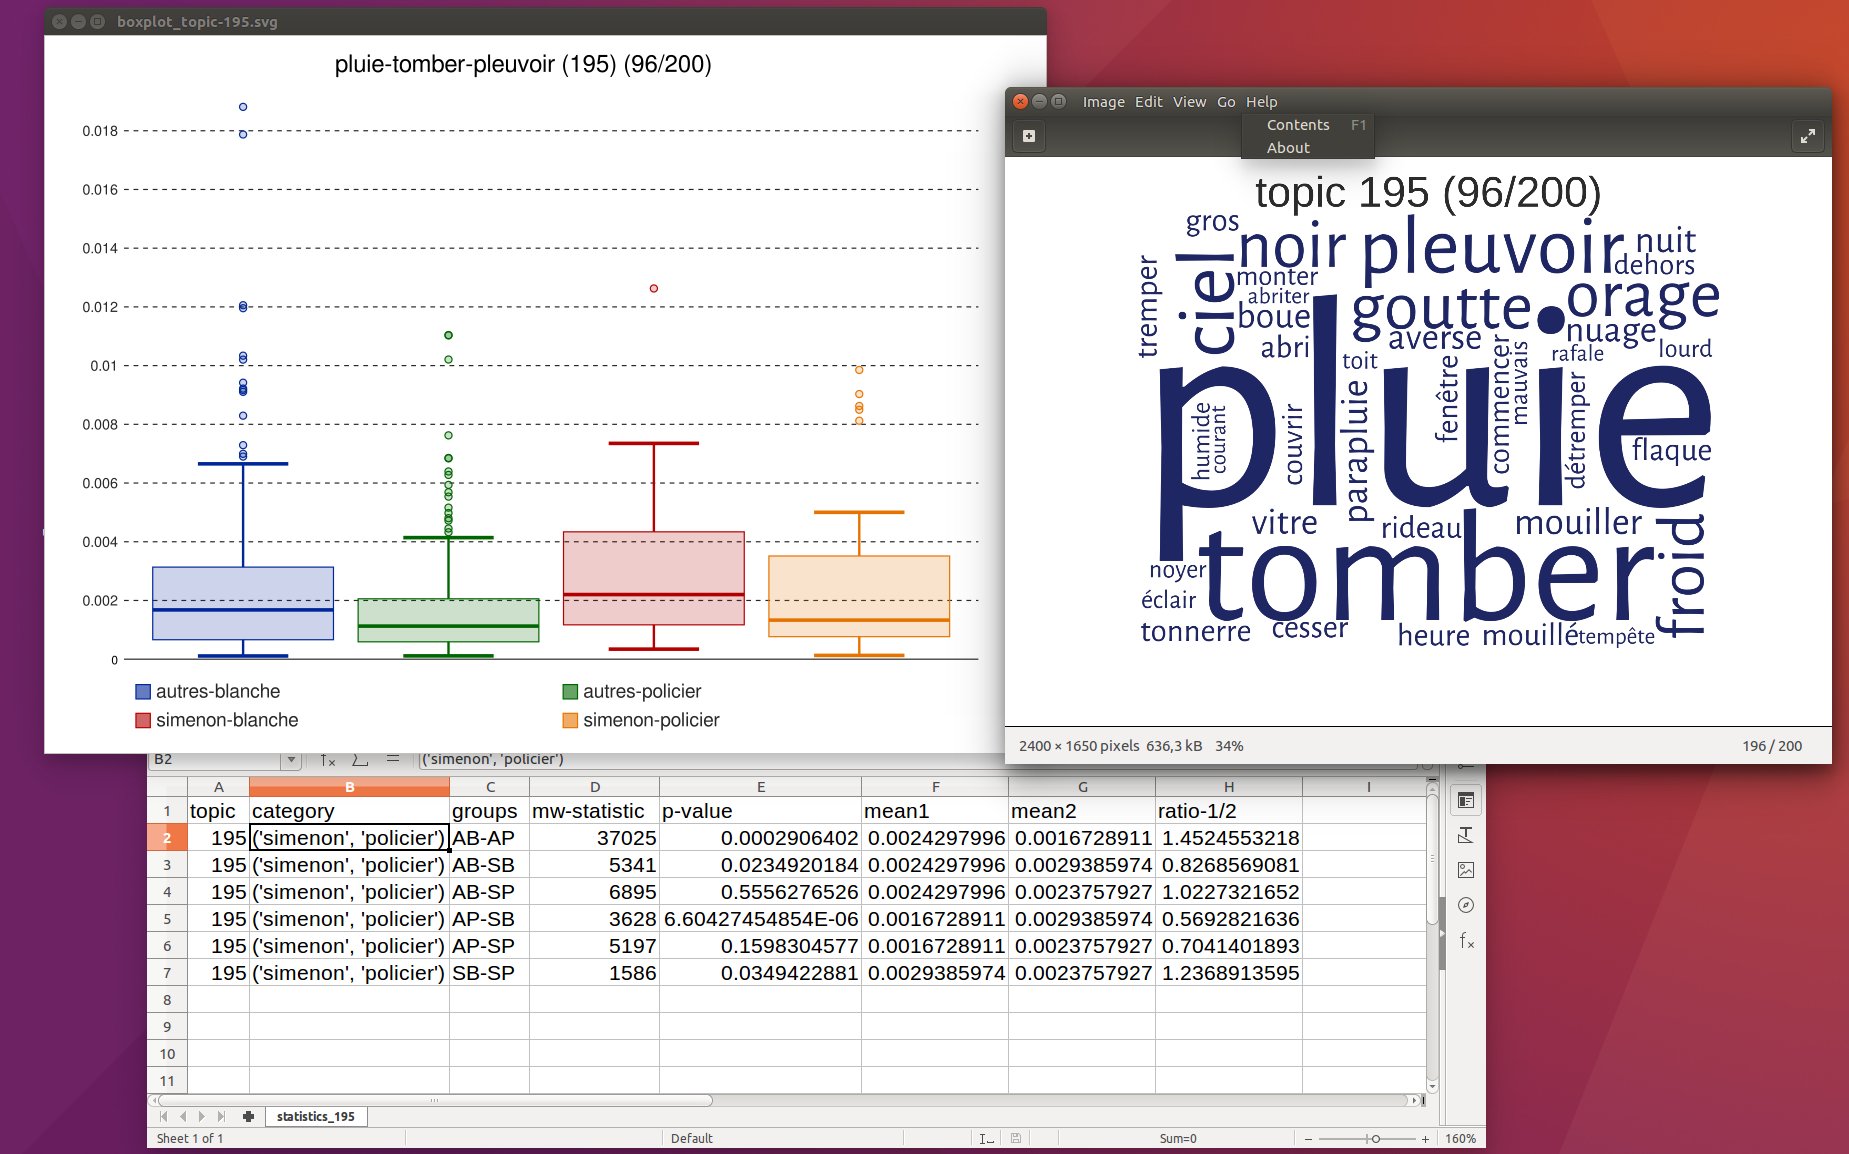 boxplot_topic-195.svg
pluie-tomber-pleuvoir (195) (96/200)
0.018
0.016
0.014
0.012
0.01
0.008
0.006
0.004
0.002
0
autres-blanche
autres-policier
simenon-blanche
simenon-policier
Image Edit View Go Help
Contents F1
About
topic 195 (96/200)
gros
noir
pleuvoir
nuit
dehors
tremper
ciel
monter
abriter
boue
goutte
orage
abri
averse
nuage
toit
rafale
lourd
pluie
humide
courant
couvrir
parapluie
fenêtre
commencer
mauvais
détremper
flaque
vitre
rideau
mouiller
froid
noyer
tomber
éclair
tonnerre
cesser
heure
mouillé
tempête
2400 × 1650 pixels 636,3 kB 34%
196 / 200
B2 ('simenon', 'policier')
A B C D E F G H I
1 topic category groups mw-statistic p-value mean1 mean2 ratio-1/2
2 195 ('simenon', 'policier') AB-AP 37025 0.0002906402 0.0024297996 0.0016728911 1.4524553218
3 195 ('simenon', 'policier') AB-SB 5341 0.0234920184 0.0024297996 0.0029385974 0.8268569081
4 195 ('simenon', 'policier') AB-SP 6895 0.5556276526 0.0024297996 0.0023757927 1.0227321652
5 195 ('simenon', 'policier') AP-SB 3628 6.60427454854E-06 0.0016728911 0.0029385974 0.5692821636
6 195 ('simenon', 'policier') AP-SP 5197 0.1598304577 0.0016728911 0.0023757927 0.7041401893
7 195 ('simenon', 'policier') SB-SP 1586 0.0349422881 0.0029385974 0.0023757927 1.2368913595
8
9
10
11
statistics_195
Sheet 1 of 1 Default Sum=0 160%